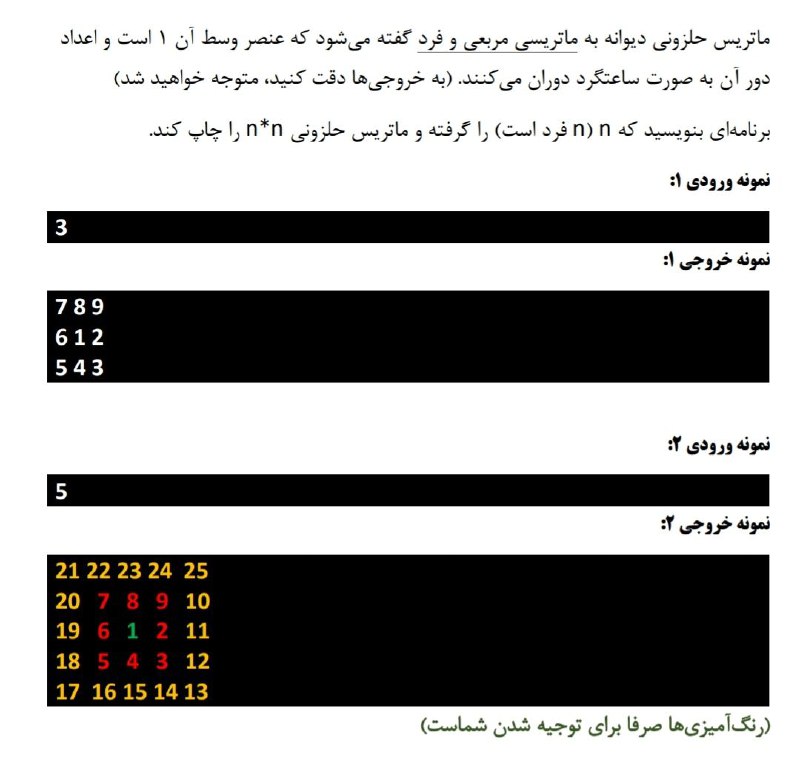 ماتریس حلزونی دیوانه به ماتریسی مربعی و فرد گفته می‌شود که عنصر وسط آن ۱ است و اعداد
دور آن به صورت ساعتگرد دوران می‌کنند. (به خروجی‌ها دقت کنید، متوجه خواهید شد)
برنامه‌ای بنویسید که n (n فرد است) را گرفته و ماتریس حلزونی n*n را چاپ کند.
نمونه ورودی ۱:
3
نمونه خروجی ۱:
7 8 9
6 1 2
5 4 3
نمونه ورودی ۲:
5
نمونه خروجی ۲:
21 22 23 24 25
20 7 8 9 10
19 6 1 2 11
18 5 4 3 12
17 16 15 14 13
(رنگ‌آمیزی‌ها صرفا برای توجیه شدن شماست)